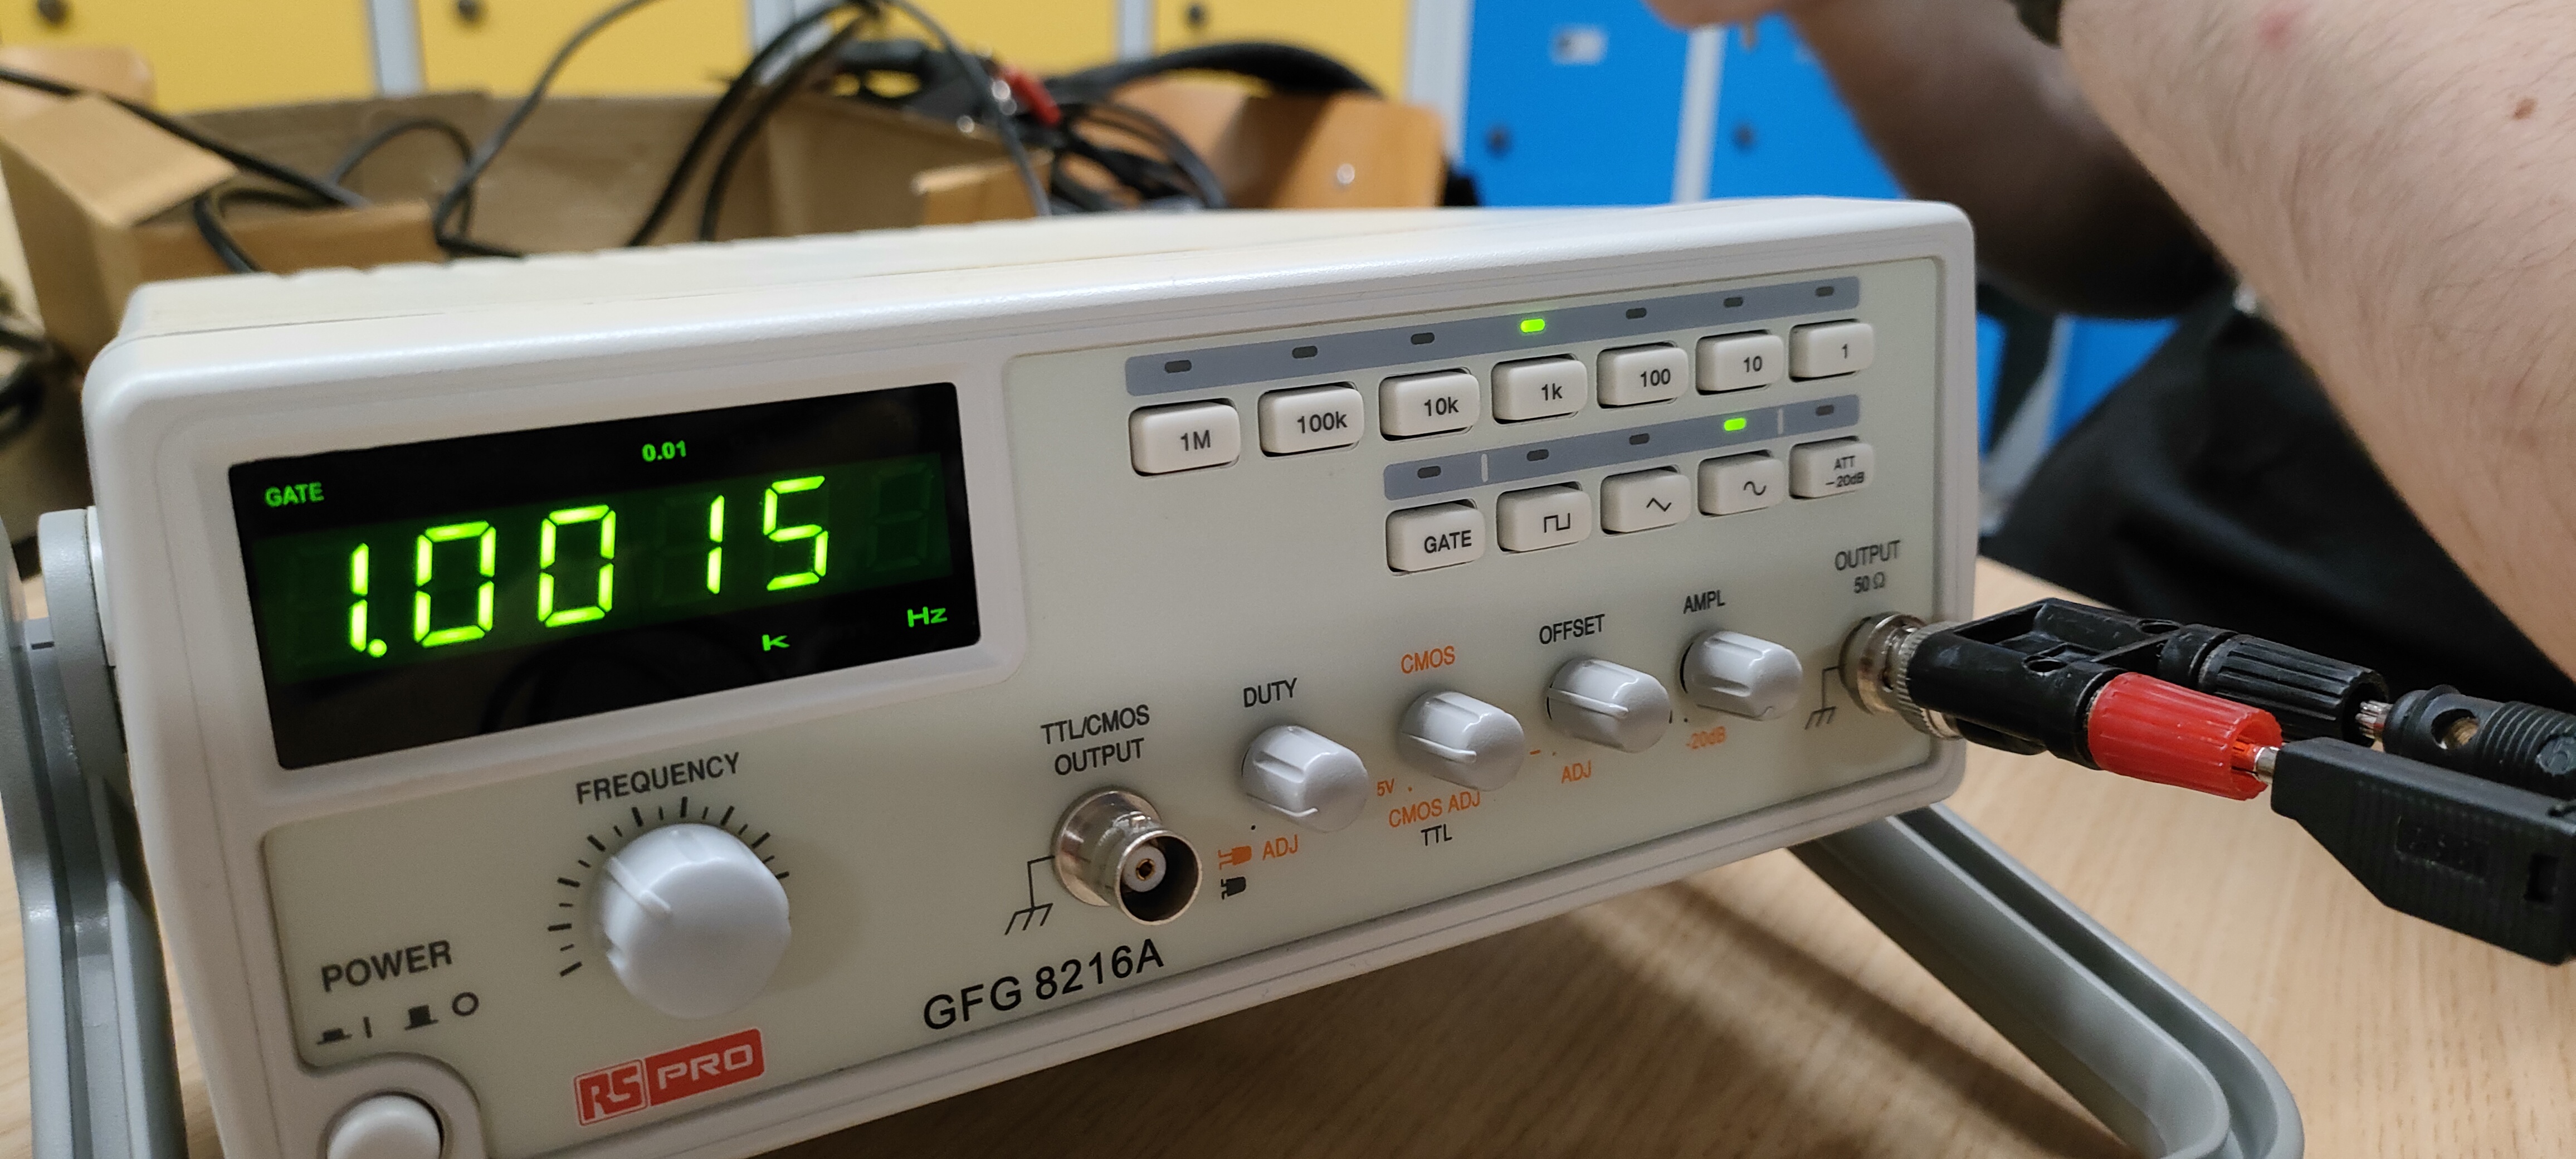 GATE
0.01
1.0015
k
Hz
1M
100k
10k
1k
100
10
1
GATE
ATT
-20dB
OUTPUT
50 Ω
AMPL
-20dB
OFFSET
ADJ
CMOS
5V
CMOS ADJ
TTL
DUTY
ADJ
TTL/CMOS
OUTPUT
FREQUENCY
POWER
GFG 8216A
RS PRO